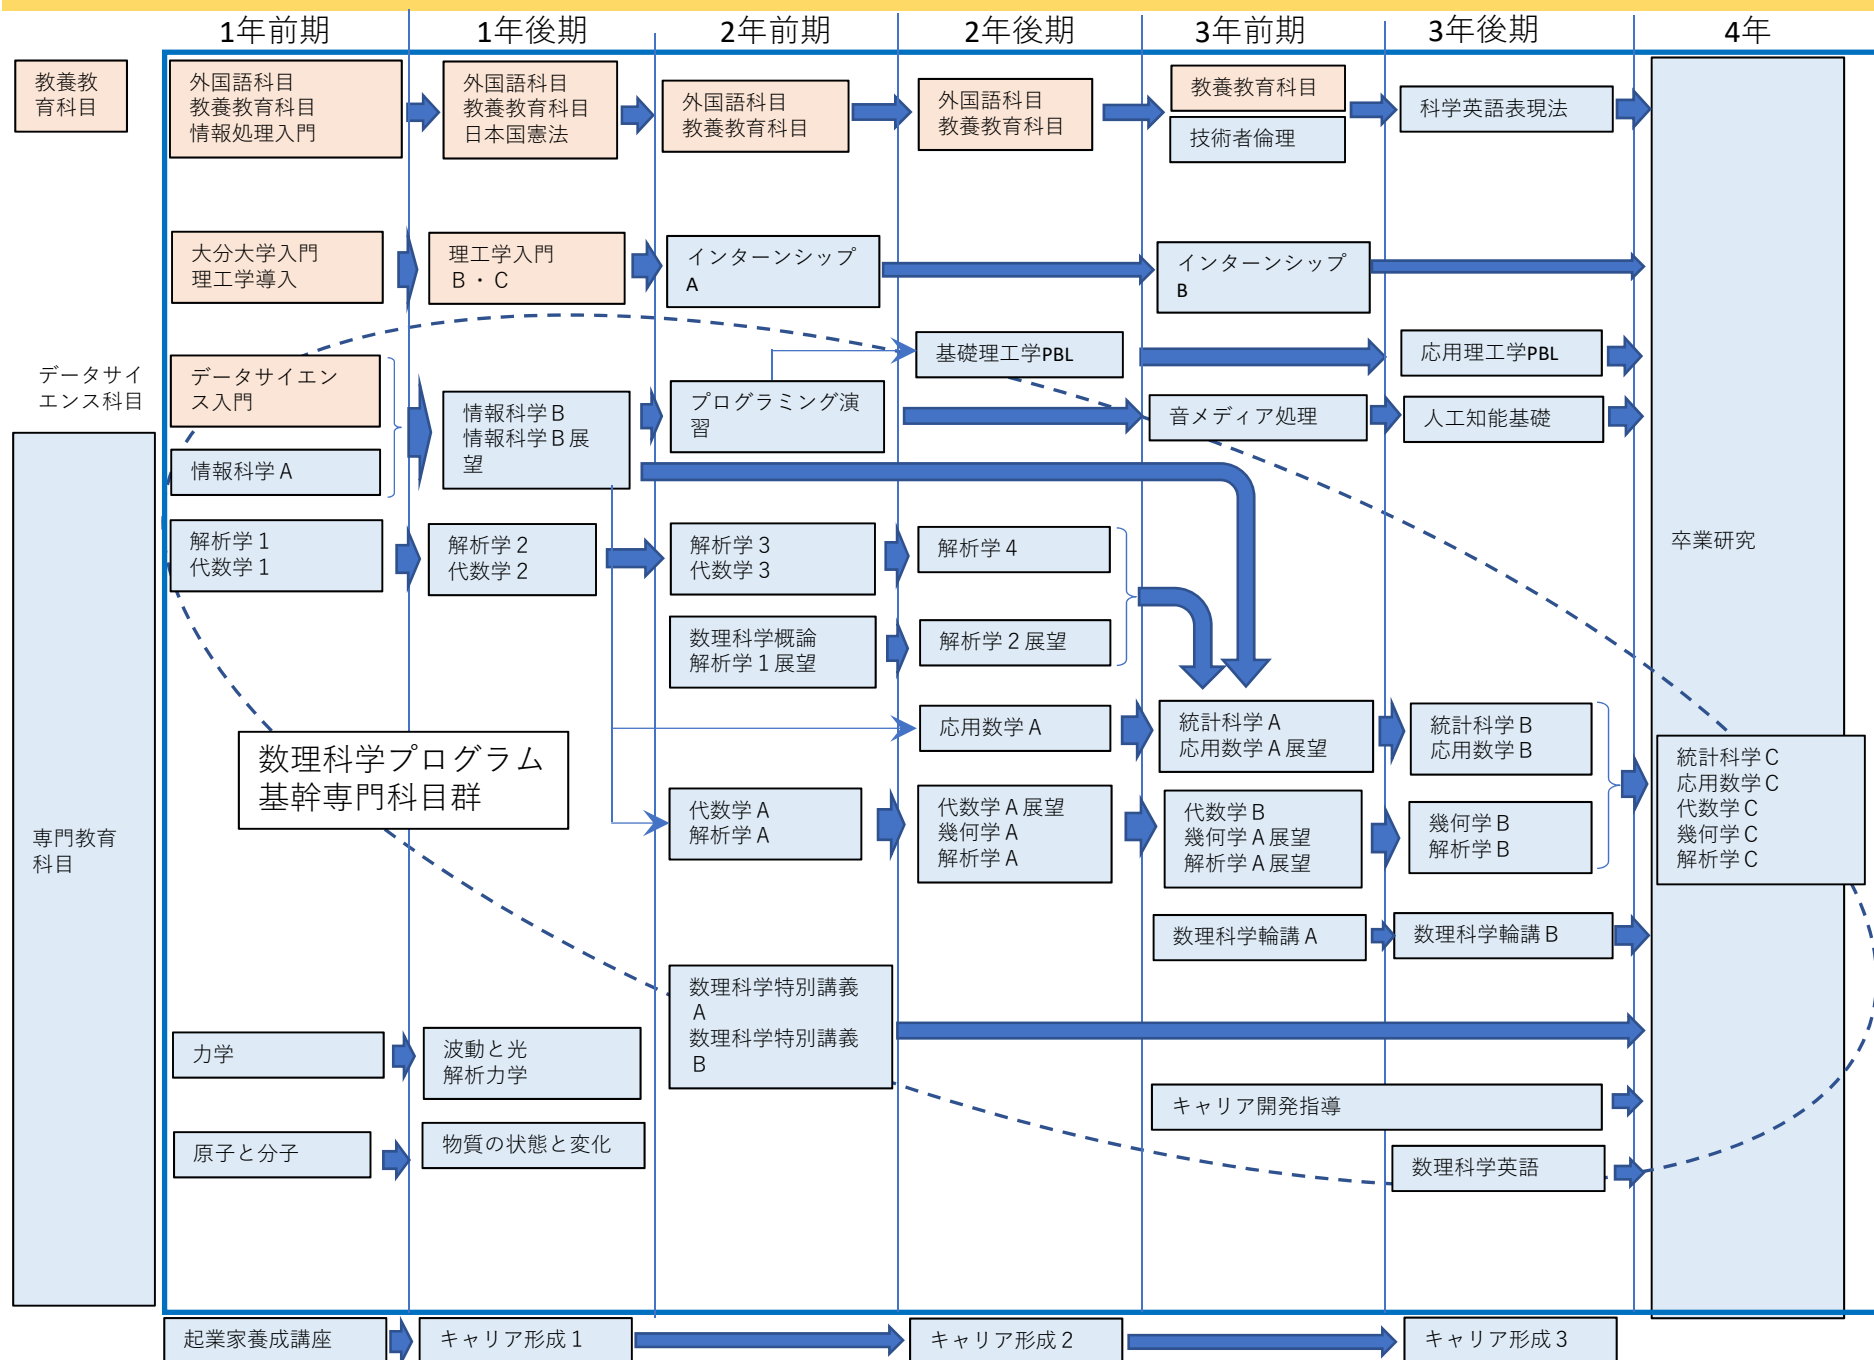 1年前期
1年後期
2年前期
2年後期
3年前期
3年後期
4年
教養教
育科目
外国語科目
教養教育科目
情報処理入門
外国語科目
教養教育科目
日本国憲法
外国語科目
教養教育科目
外国語科目
教養教育科目
教養教育科目
技術者倫理
科学英語表現法
大分大学入門
理工学導入
理工学入門
B・C
インターンシップ
A
インターンシップ
B
データサイ
エンス科目
データサイエン
ス入門
情報科学A
情報科学B
情報科学B展
望
プログラミング演
習
基礎理工学PBL
応用理工学PBL
音メディア処理
人工知能基礎
専門教育
科目
解析学1
代数学1
解析学2
代数学2
解析学3
代数学3
解析学4
数理科学概論
解析学1展望
解析学2展望
卒業研究
数理科学プログラム
基幹専門科目群
応用数学A
統計科学A
応用数学A展望
統計科学B
応用数学B
統計科学C
応用数学C
代数学C
幾何学C
解析学C
代数学A
解析学A
代数学A展望
幾何学A
解析学A
代数学B
幾何学A展望
解析学A展望
幾何学B
解析学B
数理科学輪講A
数理科学輪講B
数理科学特別講義
A
数理科学特別講義
B
力学
波動と光
解析力学
キャリア開発指導
原子と分子
物質の状態と変化
数理科学英語
起業家養成講座
キャリア形成1
キャリア形成2
キャリア形成3